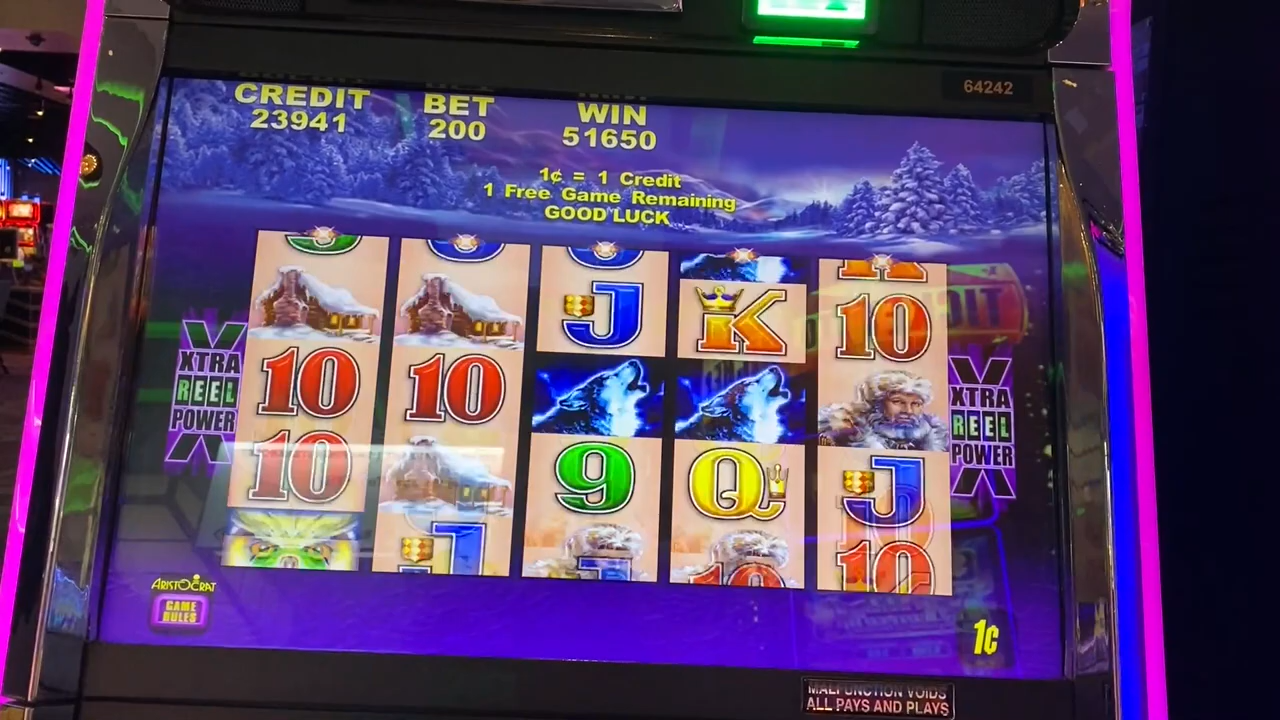 64242
CREDIT BET WIN
23941 200 51650
1¢ = 1 Credit
1 Free Game Remaining
GOOD LUCK
J K 10
XTRA
REEL
POWER
10 10
XTRA
REEL
POWER
10 9 Q J
J J 10 10
ARISTOCRAT
GAME
RULES
1¢
MALFUNCTION VOIDS
ALL PAYS AND PLAYS